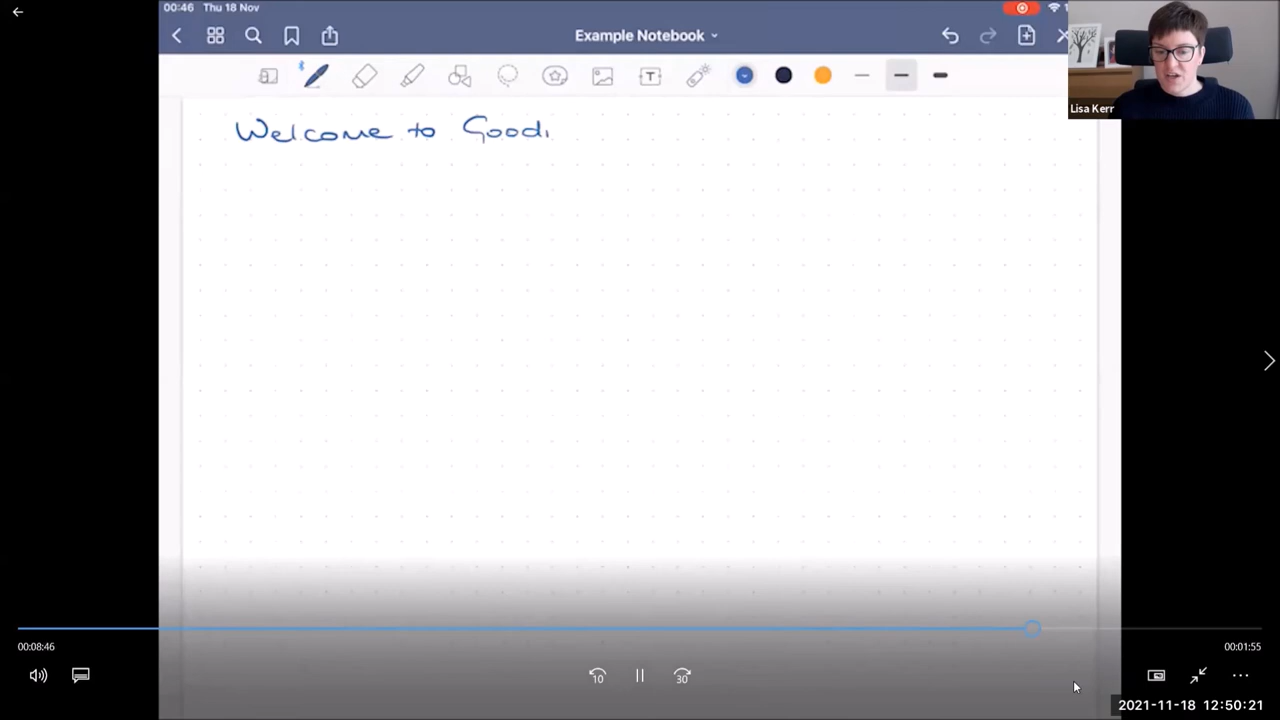 00:46 Thu 18 Nov
Example Notebook
T
Lisa Kerr
Welcome to Good,
00:08:46
00:01:55
10
30
2021-11-18 12:50:21